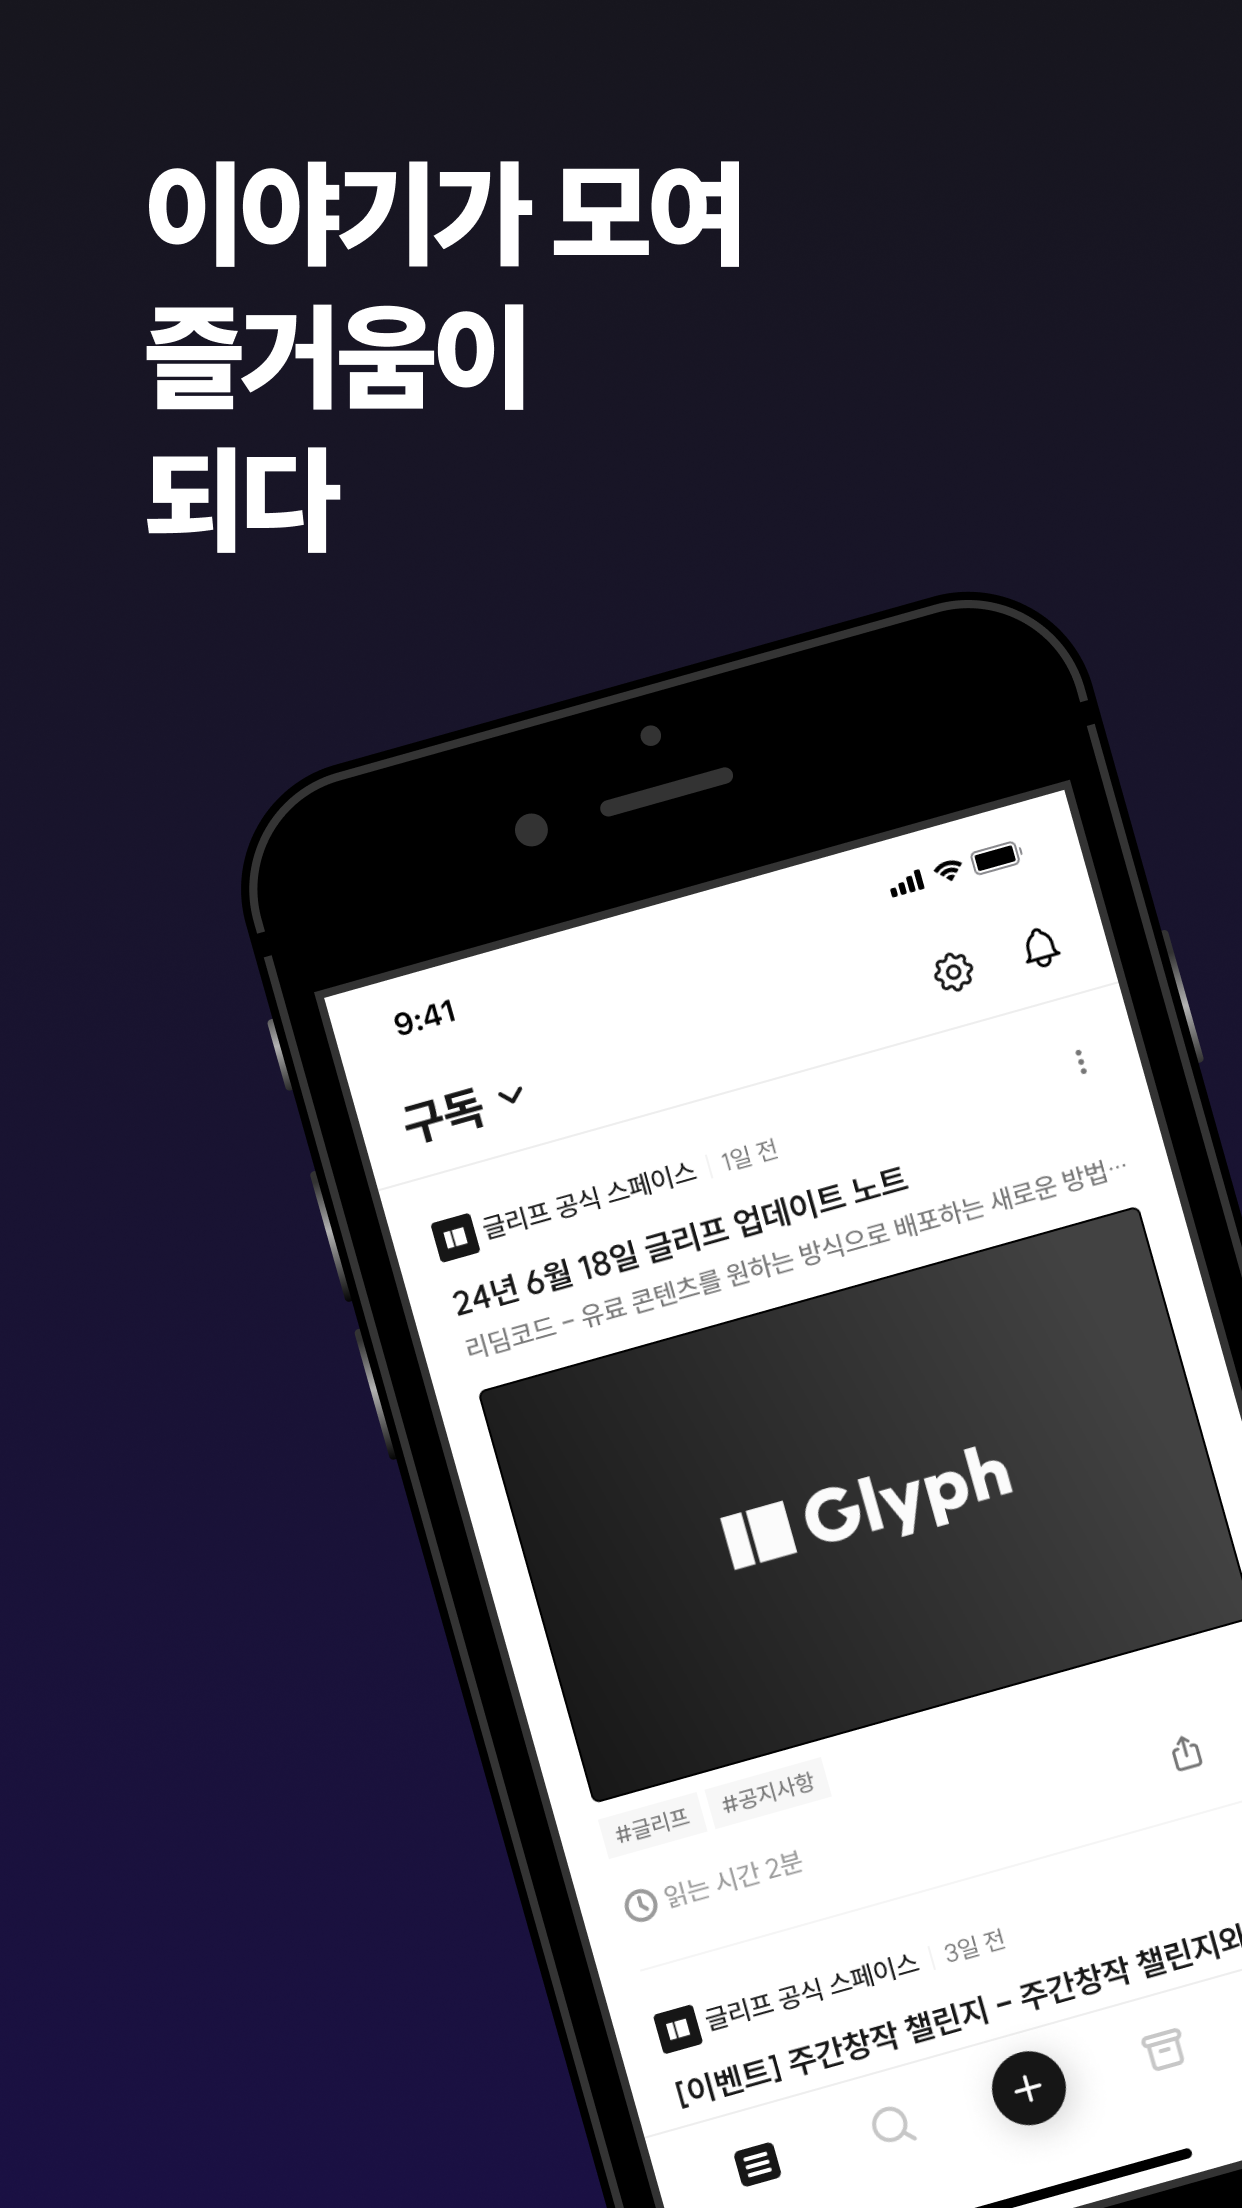 이야기가 모여
즐거움이
되다
9:41
구독
글리프 공식 스페이스 1일 전
24년 6월 18일 글리프 업데이트 노트
리딤코드 - 유료 콘텐츠를 원하는 방식으로 배포하는 새로운 방법...
Glyph
#글리프 #공지사항
읽는 시간 2분
글리프 공식 스페이스 3일 전
[이벤트] 주간창작 챌린지 - 주간창작 챌린지와